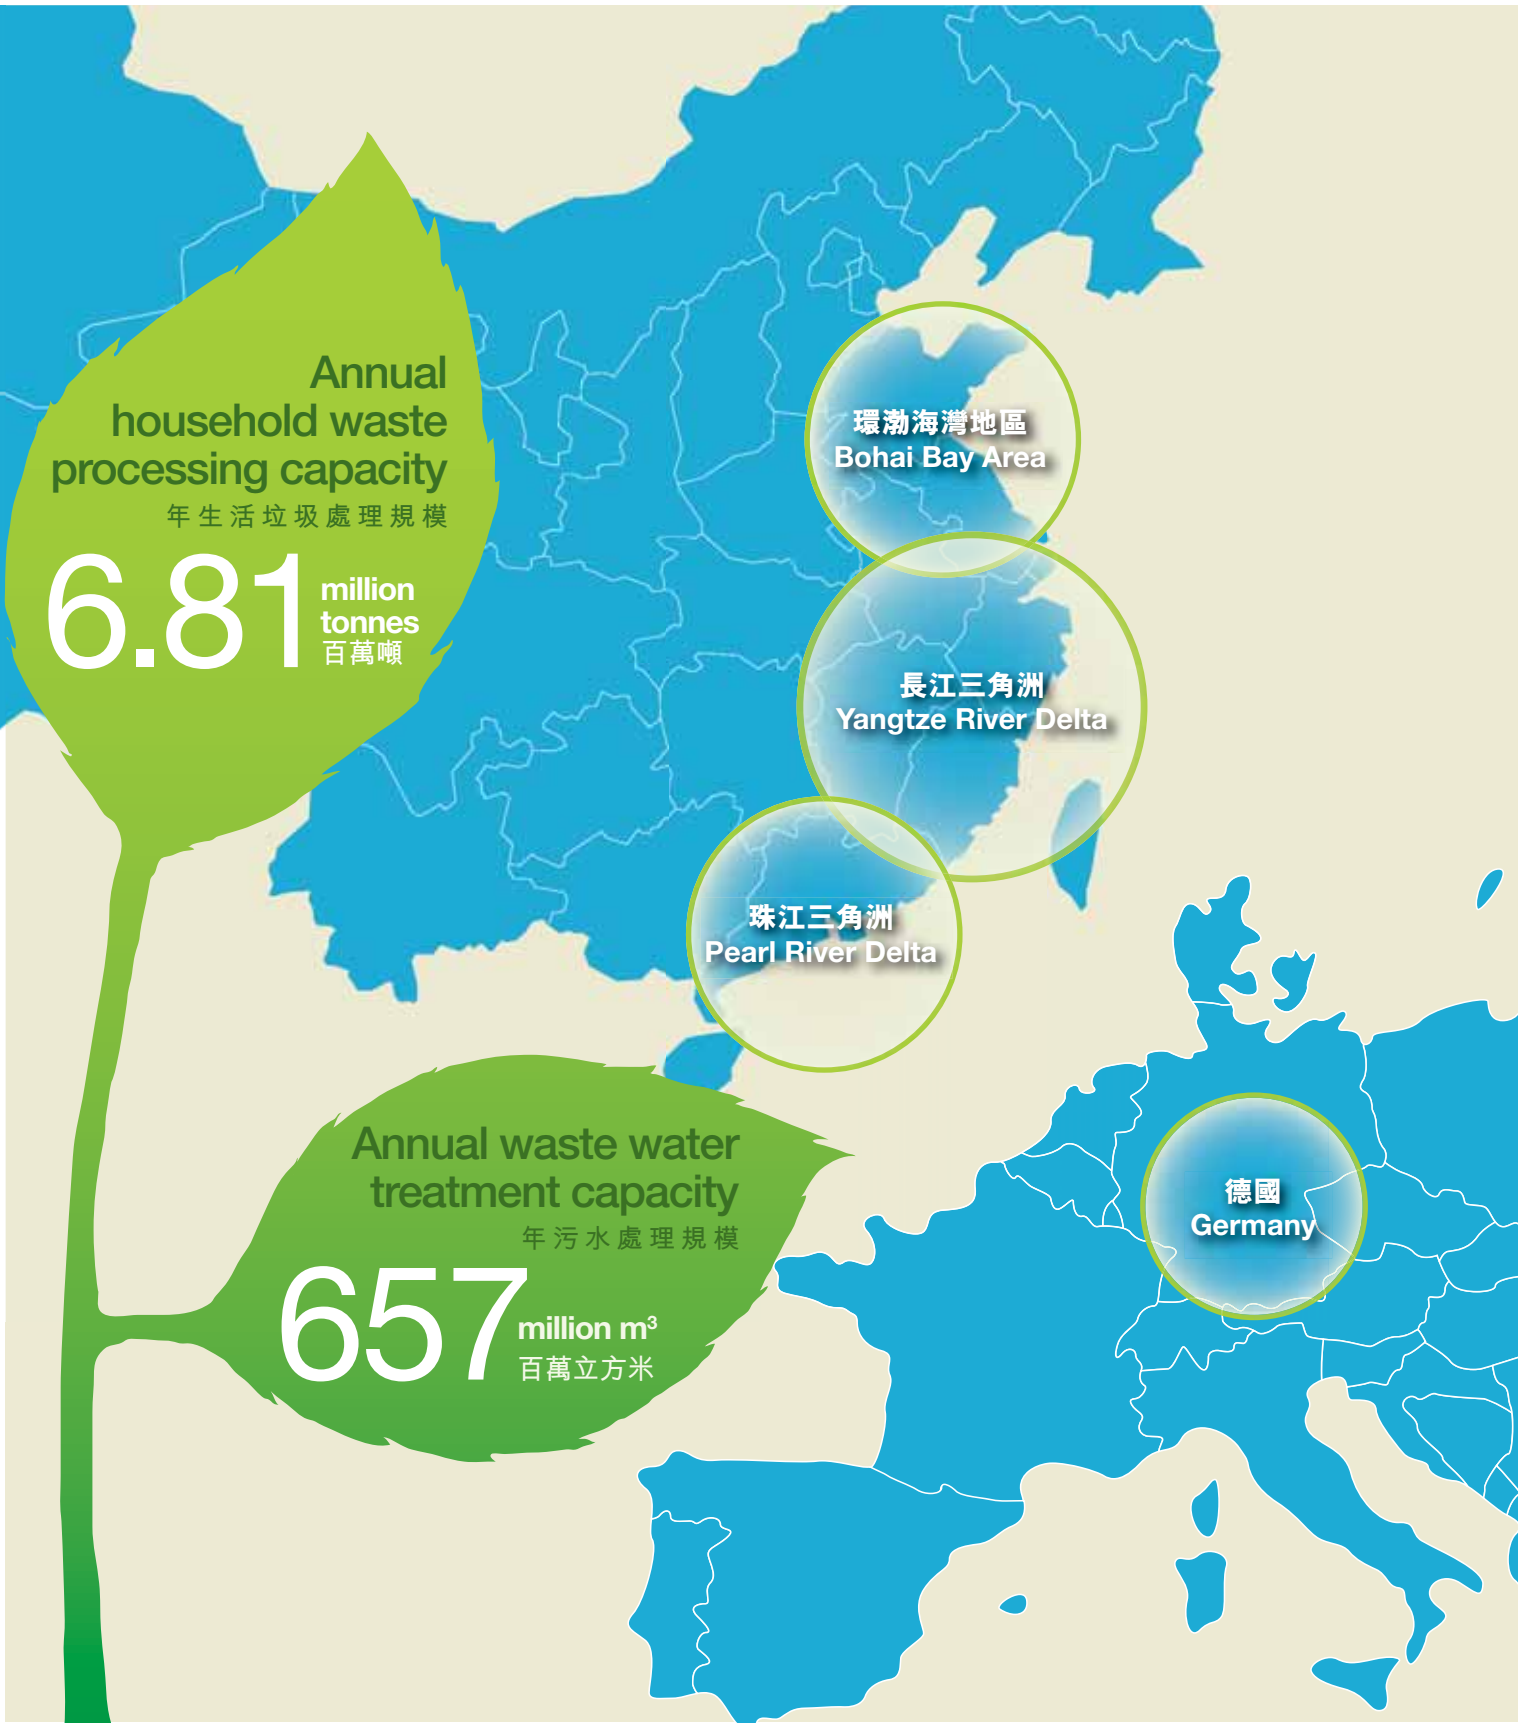 Annual
household waste
processing capacity
年生活垃圾處理規模
6.81 million
tonnes
百萬噸
環渤海灣地區
Bohai Bay Area
長江三角洲
Yangtze River Delta
珠江三角洲
Pearl River Delta
Annual waste water
treatment capacity
年污水處理規模
657 million m³
百萬立方米
德國
Germany